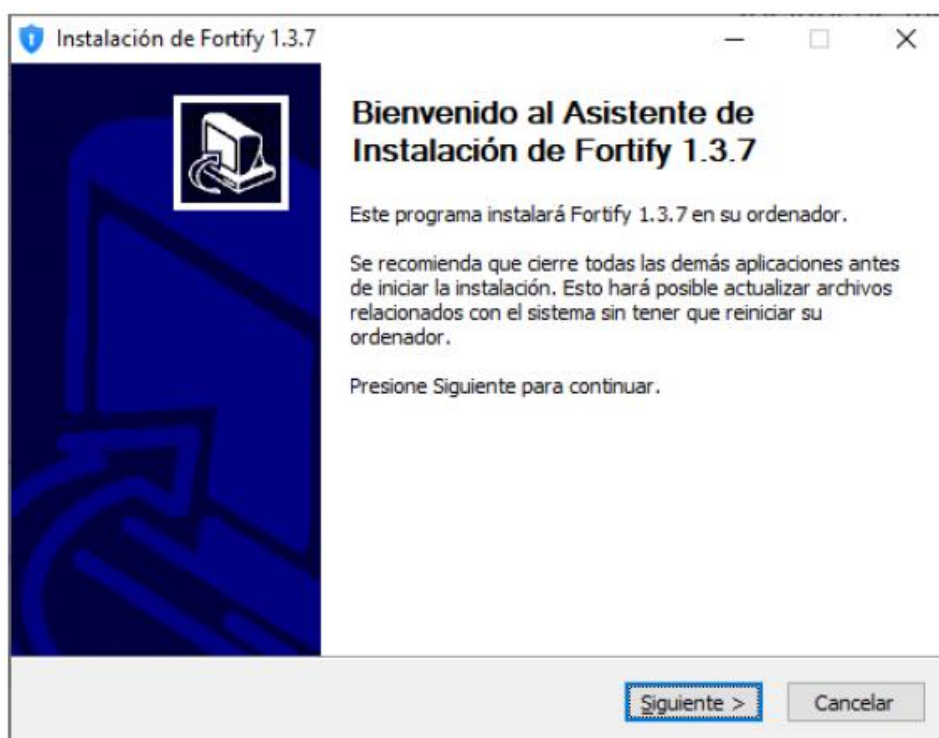 Instalación de Fortify 1.3.7
Bienvenido al Asistente de
Instalación de Fortify 1.3.7
Este programa instalará Fortify 1.3.7 en su ordenador.
Se recomienda que cierre todas las demás aplicaciones antes
de iniciar la instalación. Esto hará posible actualizar archivos
relacionados con el sistema sin tener que reiniciar su
ordenador.
Presione Siguiente para continuar.
Siguiente >
Cancelar